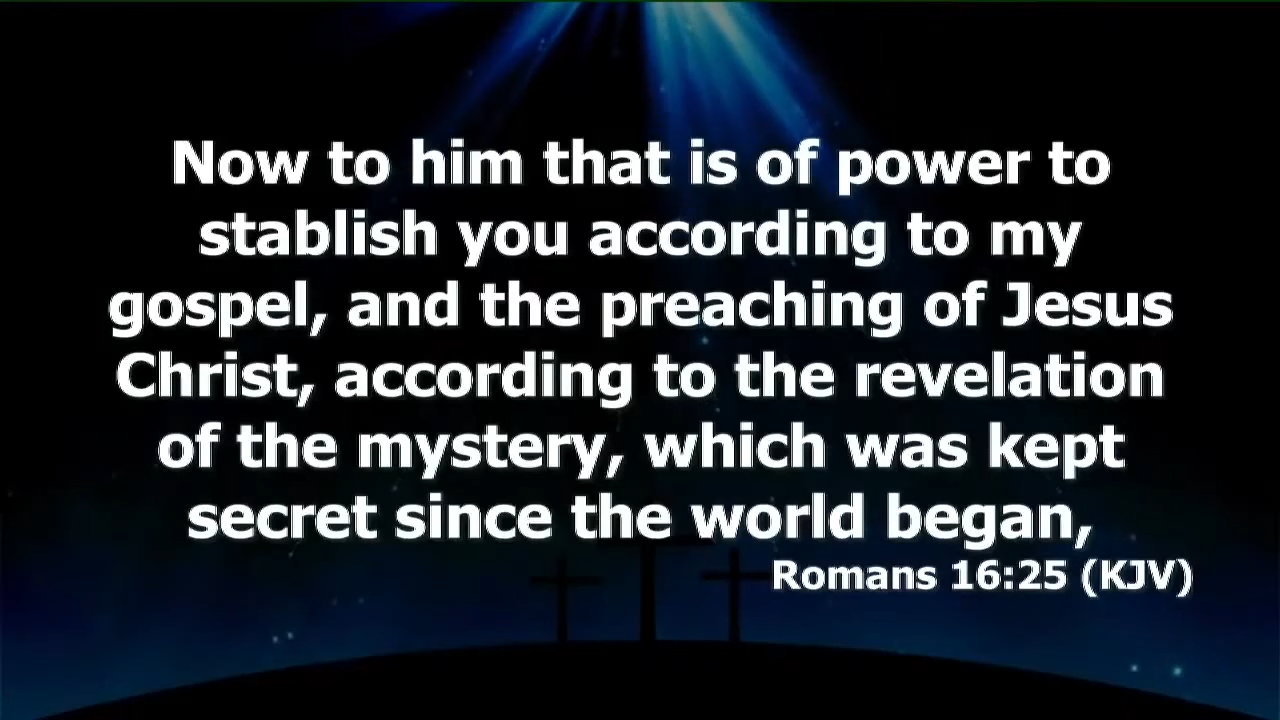 Now to him that is of power to
stablish you according to my
gospel, and the preaching of Jesus
Christ, according to the revelation
of the mystery, which was kept
secret since the world began,
Romans 16:25 (KJV)